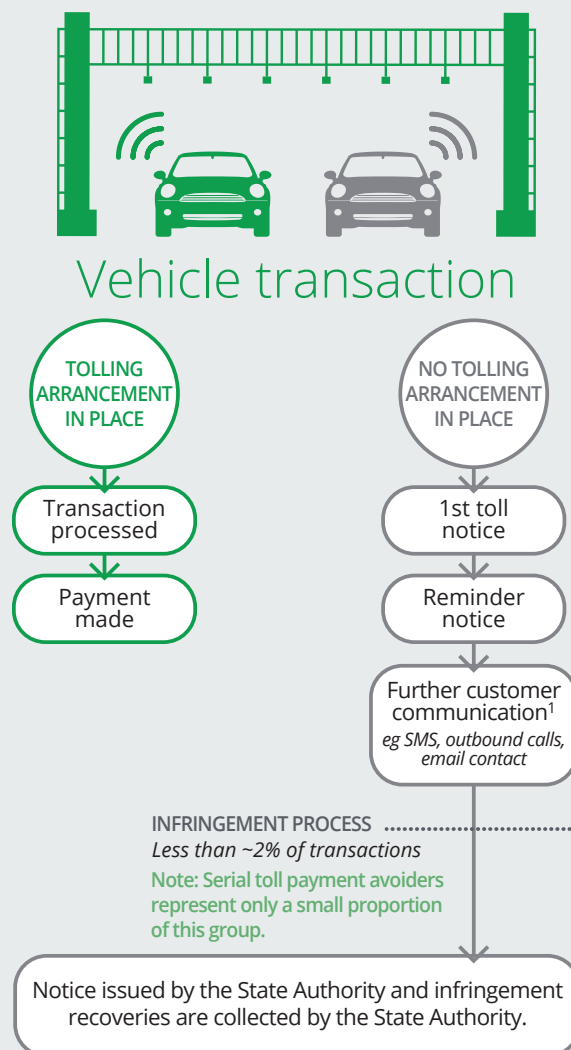 Vehicle transaction
TOLLING
ARRANCEMENT
IN PLACE
Transaction
processed
Payment
made
NO TOLLING
ARRANCEMENT
IN PLACE
1st toll
notice
Reminder
notice
Further customer
communication¹
eg SMS, outbound calls,
email contact
INFRINGEMENT PROCESS
Less than ~2% of transactions
Note: Serial toll payment avoiders
represent only a small proportion
of this group.
Notice issued by the State Authority and infringement
recoveries are collected by the State Authority.